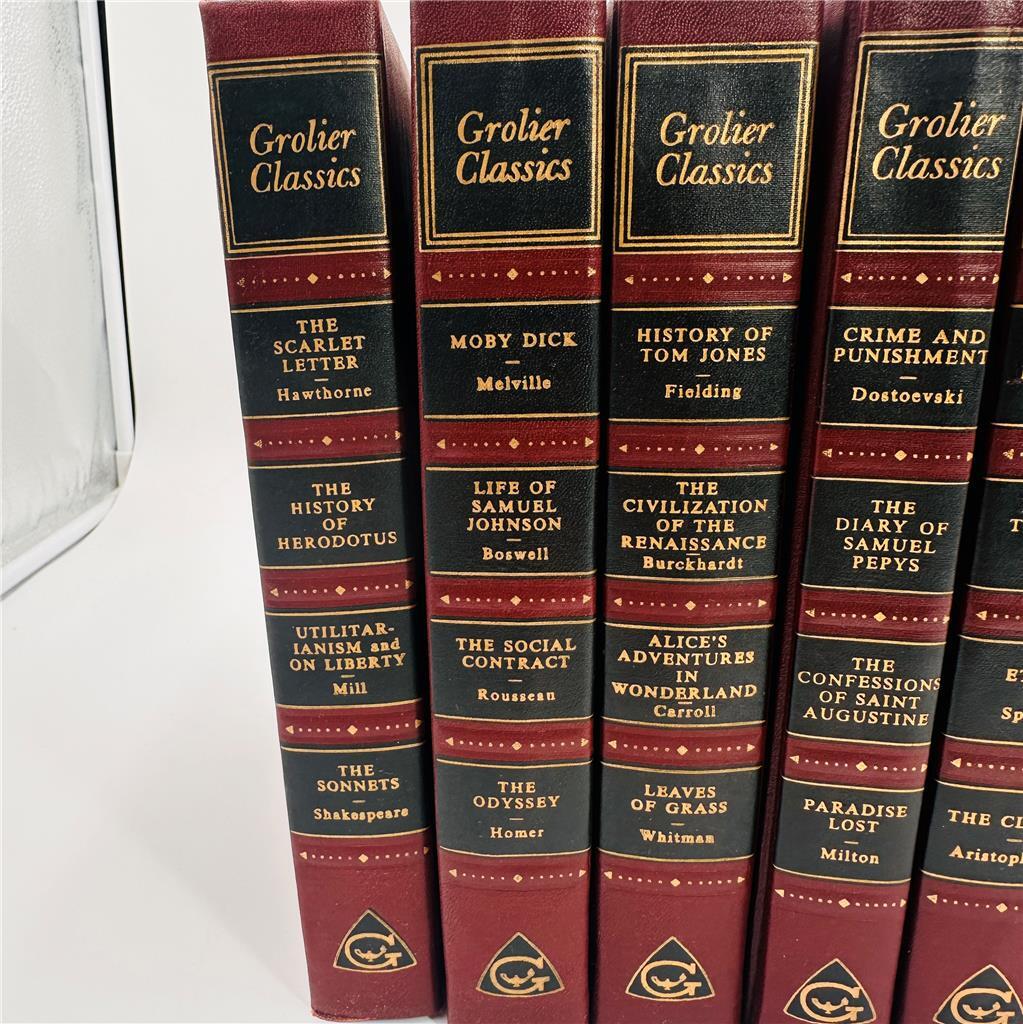 Grolier
Classics
THE
SCARLET
LETTER
Hawthorne
THE
HISTORY
OF
HERODOTUS
UTILITAR-
IANISM and
ON LIBERTY
Mill
THE
SONNETS
Shakespeare
G
Grolier
Classics
MOBY DICK
Melville
LIFE OF
SAMUEL
JOHNSON
Boswell
THE SOCIAL
CONTRACT
Rousseau
THE
ODYSSEY
Homer
G
Grolier
Classics
HISTORY OF
TOM JONES
Fielding
THE
CIVILIZATION
OF THE
RENAISSANCE
Burckhardt
ALICE'S
ADVENTURES
IN
WONDERLAND
Carroll
LEAVES
OF GRASS
Whitman
G
Grolier
Classics
CRIME AND
PUNISHMENT
Dostoevski
THE
DIARY OF
SAMUEL
PEPYS
THE
CONFESSIONS
OF SAINT
AUGUSTINE
PARADISE
LOST
Milton
G
THE
G